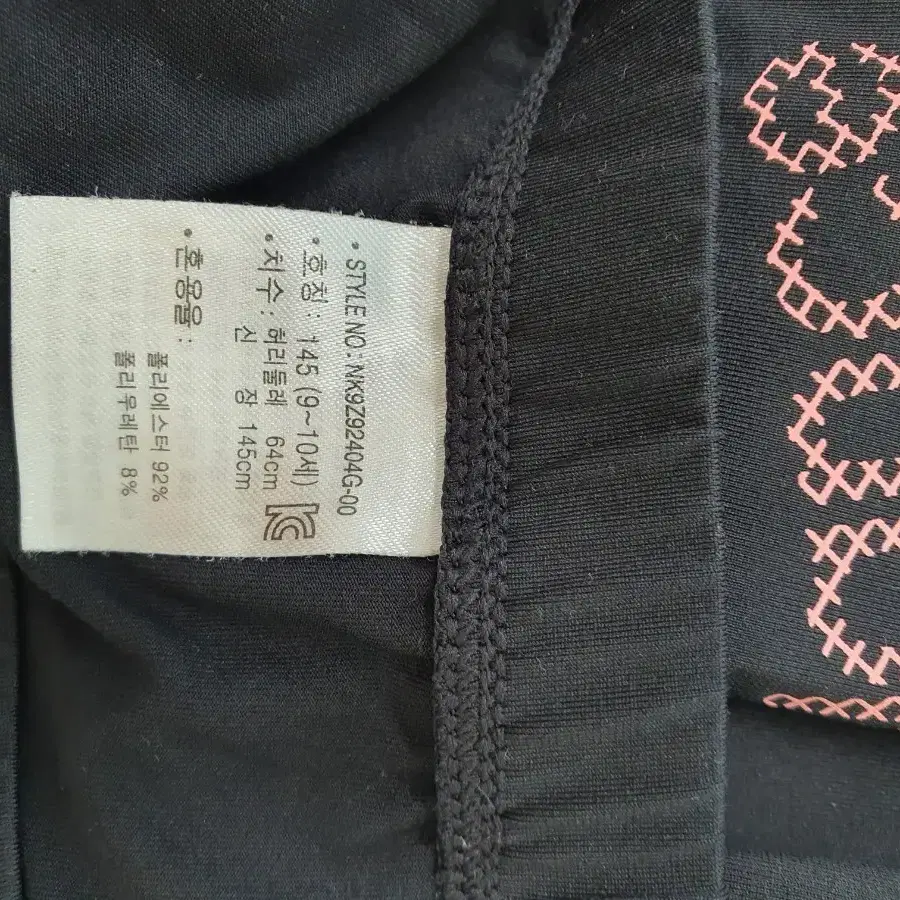 • STYLE NO : NK9Z92404G-00
• 호칭 : 145 (9~10세)
• 치수 : 허리둘레 64cm
신 장 145cm
• 혼용율 :
폴리에스터 92%
폴리우레탄 8%